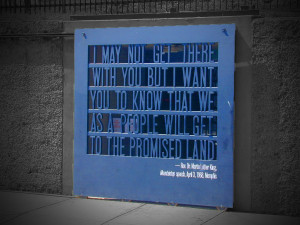 I MAY NOT GET THERE
WITH YOU BUT I WANT
YOU TO KNOW THAT WE
AS A PEOPLE WILL GET
TO THE PROMISED LAND!
— Rev. Dr. Martin Luther King,
Mountaintop speech, April 3, 1968, Memphis